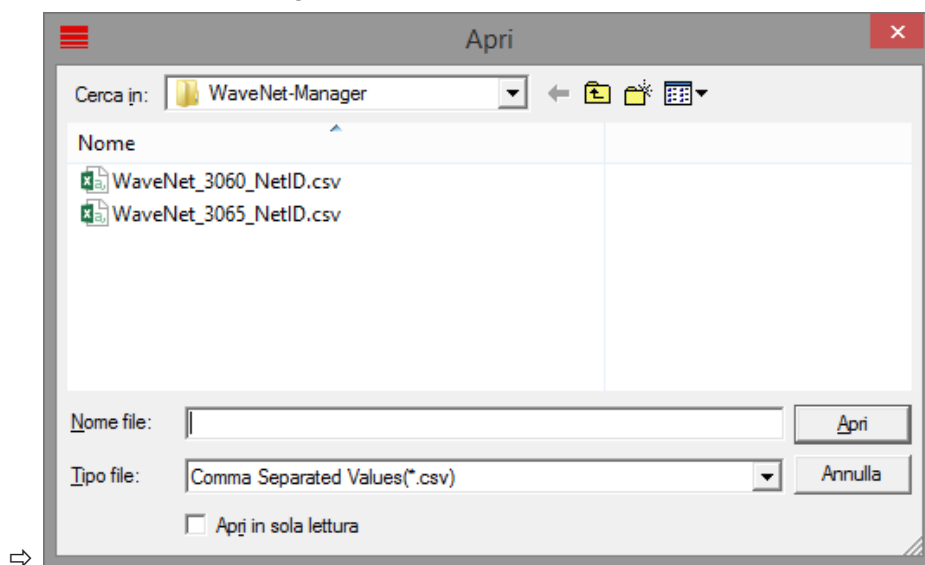 Apri
Cerca in: WaveNet-Manager
Nome
WaveNet_3060_NetID.csv
WaveNet_3065_NetID.csv
Nome file: Apri
Tipo file: Comma Separated Values(*.csv) Annulla
Apri in sola lettura
⇨